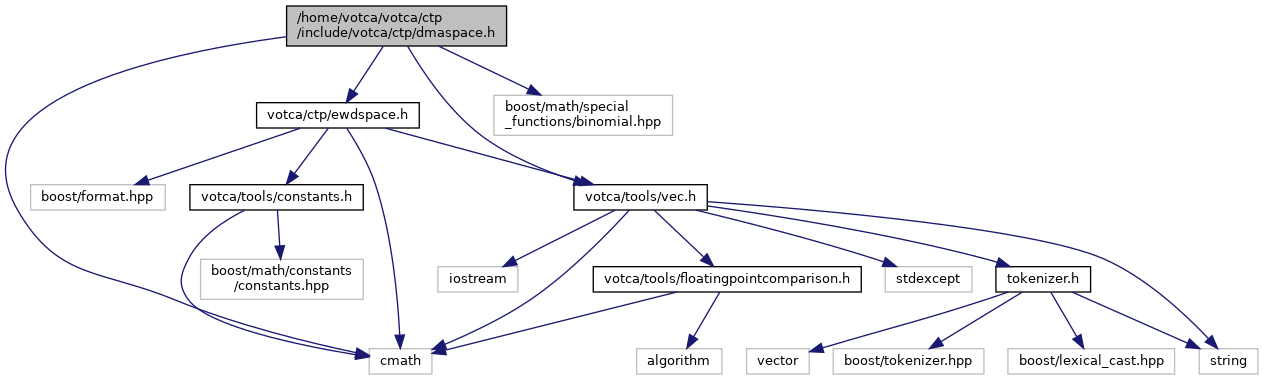 /home/votca/votca/ctp
/include/votca/ctp/dmaspace.h
votca/ctp/ewdspace.h
boost/math/special
_functions/binomial.hpp
boost/format.hpp
votca/tools/constants.h
votca/tools/vec.h
boost/math/constants
/constants.hpp
iostream
votca/tools/floatingpointcomparison.h
stdexcept
tokenizer.h
cmath
algorithm
vector
boost/tokenizer.hpp
boost/lexical_cast.hpp
string